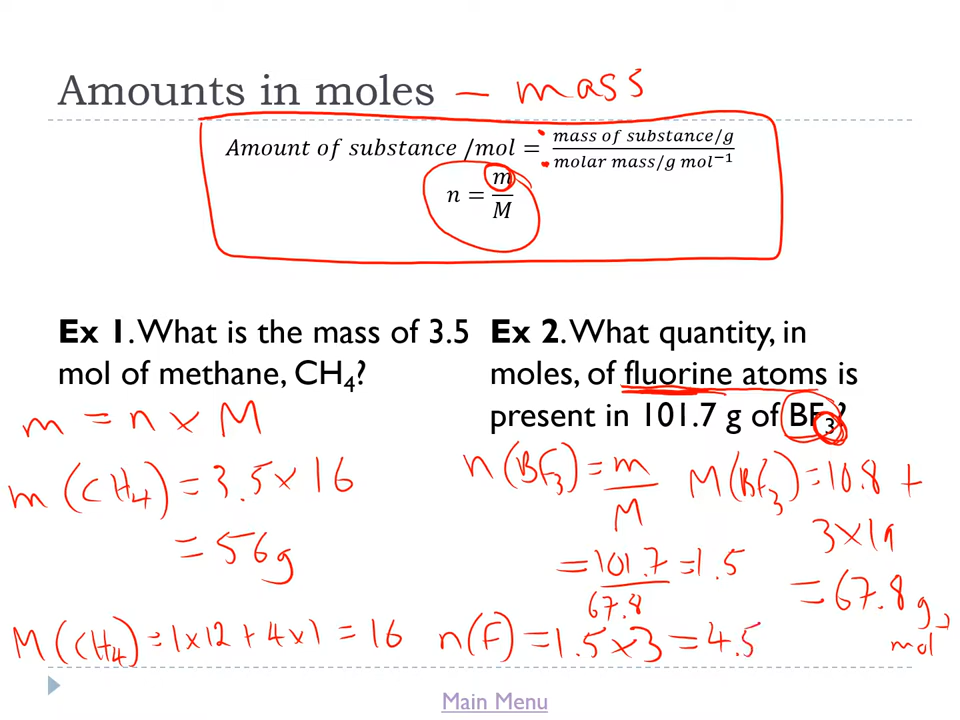 Amounts in moles – mass
Amount of substance /mol = mass of substance/g / molar mass/g mol⁻¹
n = m/M
Ex 1. What is the mass of 3.5
mol of methane, CH₄?
m = n × M
m (CH₄) = 3.5 × 16
= 56g
M (CH₄) = 1×12 + 4×1 = 16
Ex 2. What quantity, in
moles, of fluorine atoms is
present in 101.7 g of BF₃?
n (BF₃) = m/M
= 101.7/67.8 = 1.5
M (BF₃) = 10.8 +
3×19
= 67.8 g
mol
n(F) = 1.5 × 3 = 4.5
Main Menu